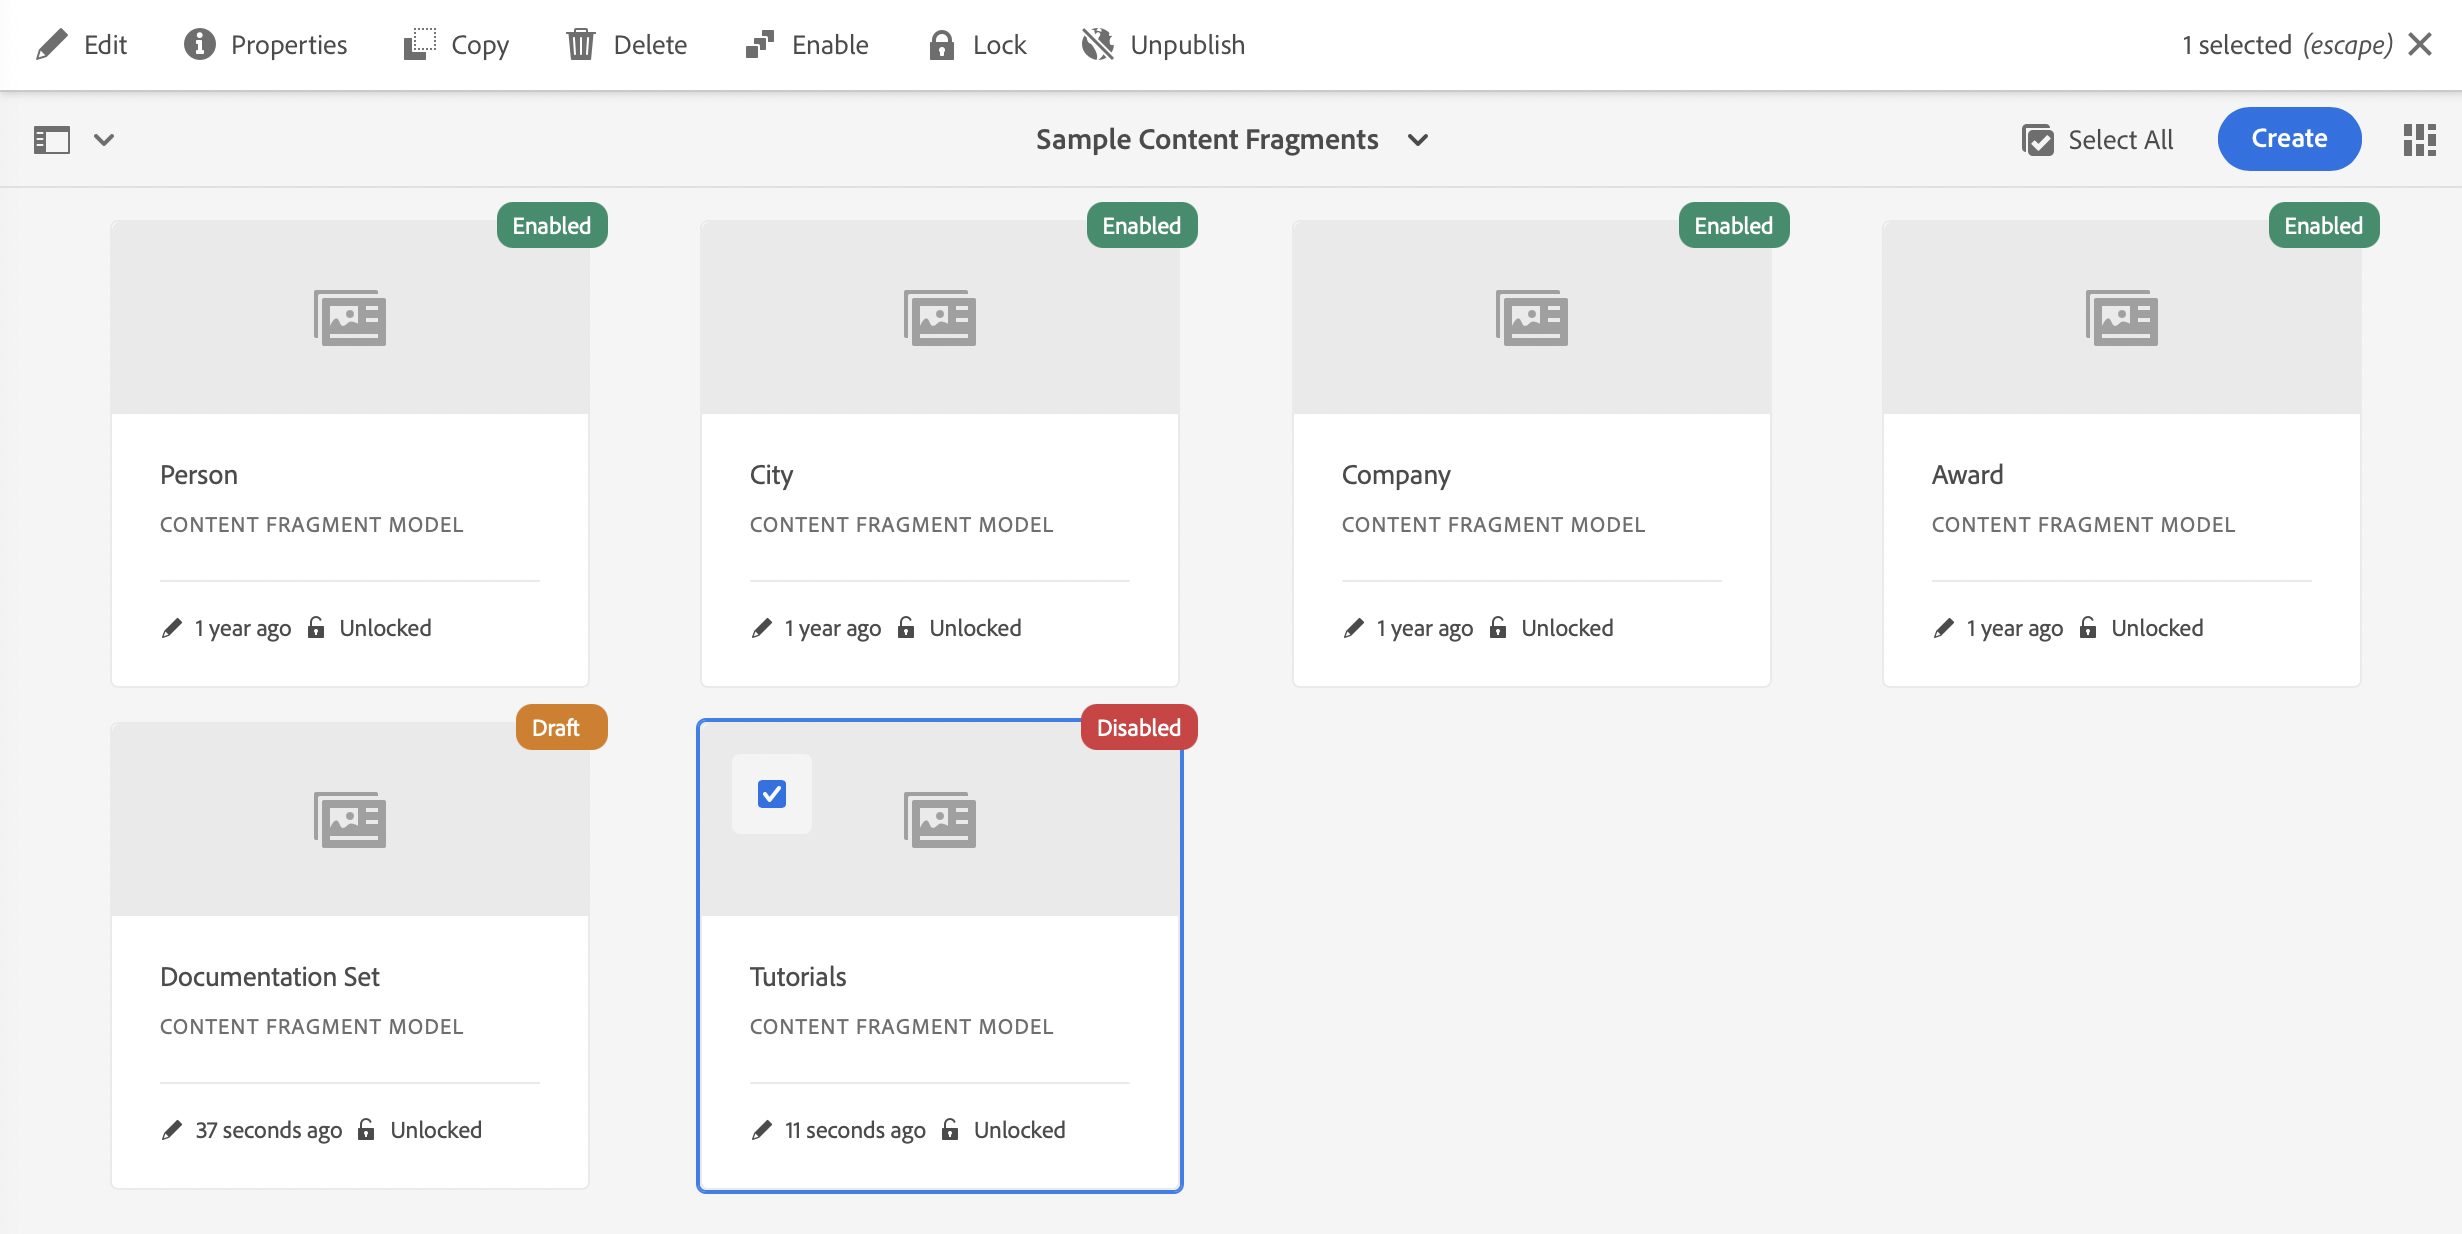 Edit Properties Copy Delete Enable Lock Unpublish 1 selected (escape)
Sample Content Fragments Select All Create
Enabled Enabled Enabled Enabled
Person City Company Award
CONTENT FRAGMENT MODEL CONTENT FRAGMENT MODEL CONTENT FRAGMENT MODEL CONTENT FRAGMENT MODEL
1 year ago Unlocked 1 year ago Unlocked 1 year ago Unlocked 1 year ago Unlocked
Draft Disabled
Documentation Set Tutorials
CONTENT FRAGMENT MODEL CONTENT FRAGMENT MODEL
37 seconds ago Unlocked 11 seconds ago Unlocked